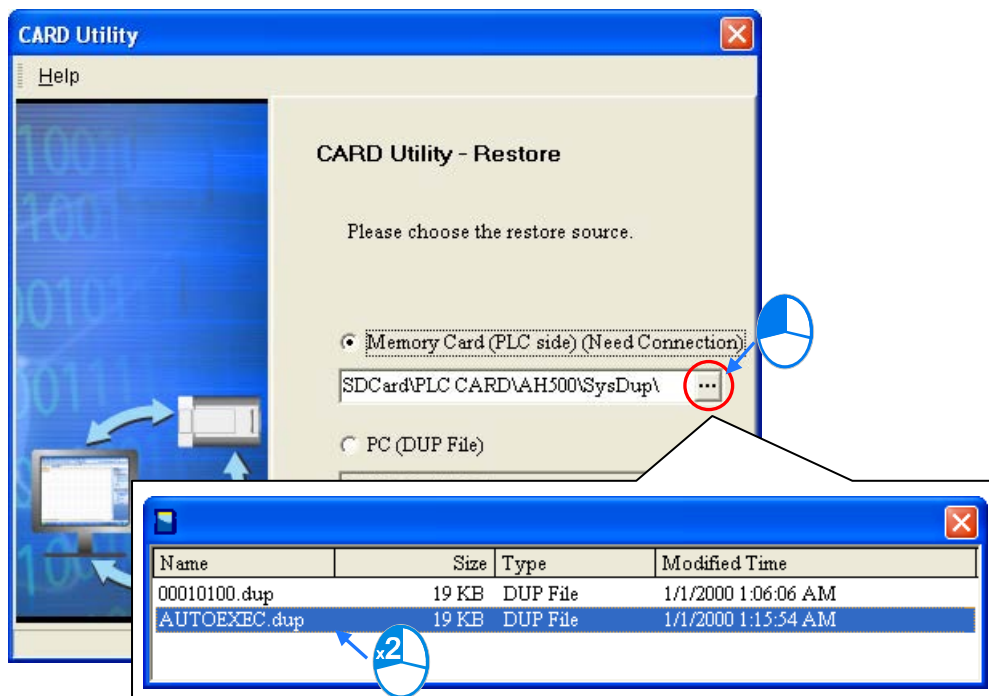 CARD Utility
Help
CARD Utility - Restore
Please choose the restore source.
Memory Card (PLC side) (Need Connection)
SDCard\PLC CARD\AH500\SysDup\ ...
PC (DUP File)
Name Size Type Modified Time
00010100.dup 19 KB DUP File 1/1/2000 1:06:06 AM
AUTOEXEC.dup 19 KB DUP File 1/1/2000 1:15:54 AM
x2